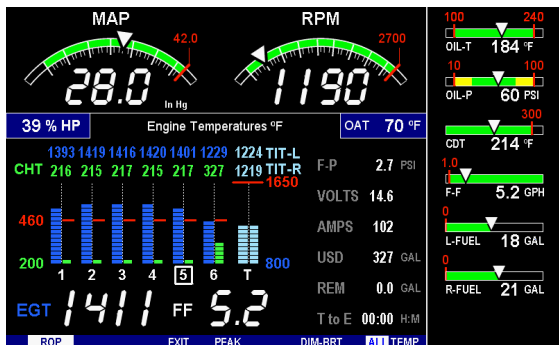 MAP
RPM
42.0
2700
28.0 In Hg
1190
39 % HP
Engine Temperatures ºF
OAT 70 ºF
1393 1419 1416 1420 1401 1229 1224 TIT-L
CHT 216 215 217 215 217 327 1219 TIT-R
1650
460
200
800
1 2 3 4 5 6 T
EGT 1411 FF 5.2
F-P 2.7 PSI
VOLTS 14.6
AMPS 102
USD 327 GAL
REM 0.0 GAL
T to E 00:00 H:M
ROP EXIT PEAK DIM-BRT ALL TEMP
100 240
OIL-T 184 ºF
10 100
OIL-P 60 PSI
300
CDT 214 ºF
1.0
F-F 5.2 GPH
0
L-FUEL 18 GAL
0
R-FUEL 21 GAL